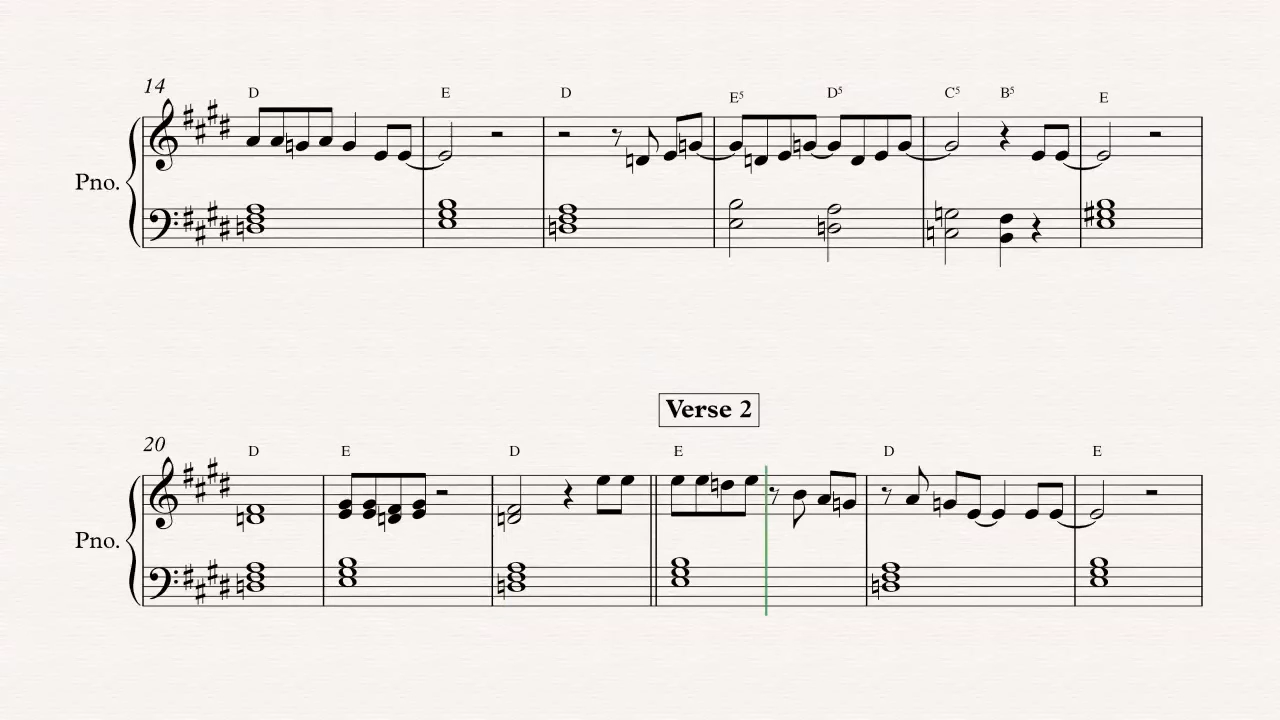 14
D E D E5 D5 C5 B5 E
Pno.
Verse 2
20
D E D E D E
Pno.